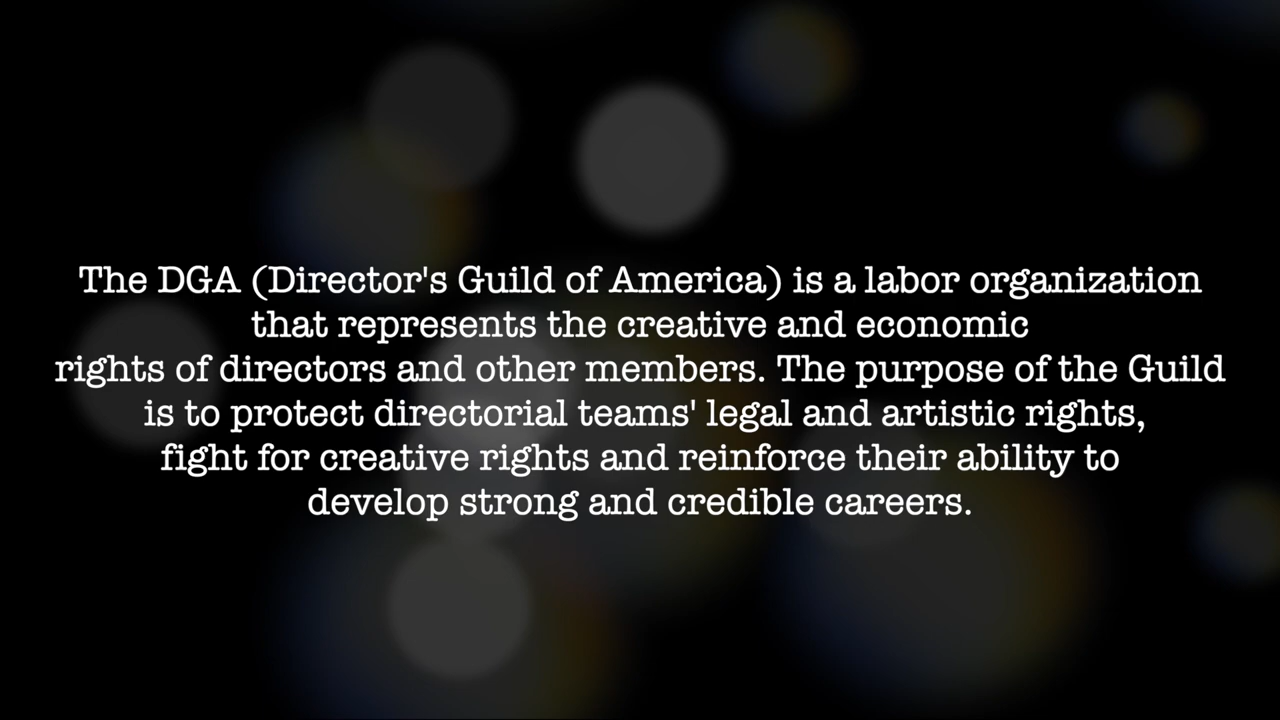 The DGA (Director's Guild of America) is a labor organization
that represents the creative and economic
rights of directors and other members. The purpose of the Guild
is to protect directorial teams' legal and artistic rights,
fight for creative rights and reinforce their ability to
develop strong and credible careers.